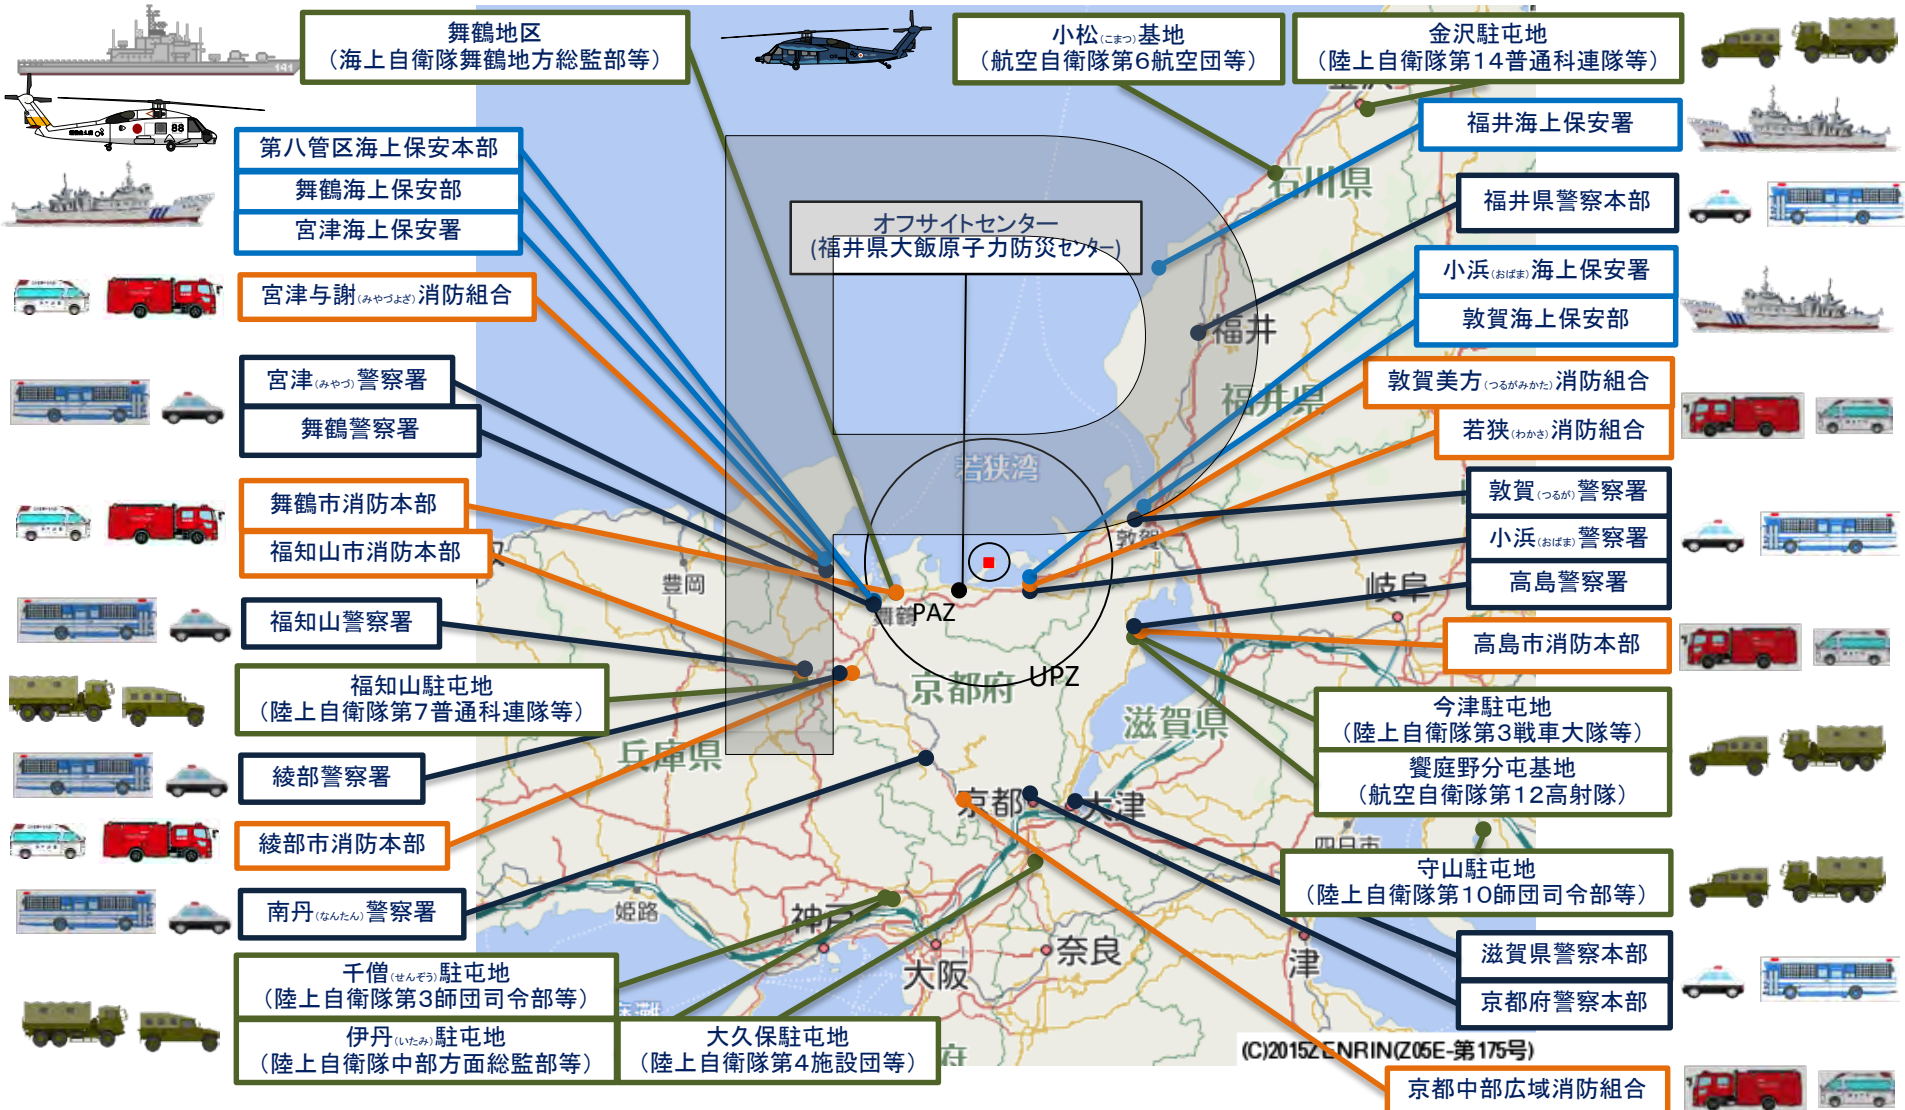 舞鶴地区
(海上自衛隊舞鶴地方総監部等)
小松(こまつ)基地
(航空自衛隊第6航空団等)
金沢駐屯地
(陸上自衛隊第14普通科連隊等)
141
88
第八管区海上保安本部
舞鶴海上保安部
宮津海上保安署
福井海上保安署
福井県警察本部
オフサイトセンター
(福井県大飯原子力防災センター)
小浜(おばま)海上保安署
敦賀海上保安部
宮津与謝(みやづよざ)消防組合
宮津(みやづ)警察署
舞鶴警察署
敦賀美方(つるがみかた)消防組合
若狭(わかさ)消防組合
舞鶴市消防本部
福知山市消防本部
敦賀(つるが)警察署
小浜(おばま)警察署
高島警察署
福知山警察署
高島市消防本部
福知山駐屯地
(陸上自衛隊第7普通科連隊等)
今津駐屯地
(陸上自衛隊第3戦車大隊等)
饗庭野分屯基地
(航空自衛隊第12高射隊)
綾部警察署
綾部市消防本部
守山駐屯地
(陸上自衛隊第10師団司令部等)
南丹(なんたん)警察署
滋賀県警察本部
京都府警察本部
千僧(せんぞう)駐屯地
(陸上自衛隊第3師団司令部等)
伊丹(いたみ)駐屯地
(陸上自衛隊中部方面総監部等)
大久保駐屯地
(陸上自衛隊第4施設団等)
京都中部広域消防組合
PAZ
UPZ
金沢
石川県
福井
福井県
若狭湾
敦賀
豊岡
舞鶴
岐阜
京都府
滋賀県
兵庫県
京都
大津
四日市
姫路
神戸
大阪
奈良
津
府
(C)2015ZENRIN(Z05E-第175号)